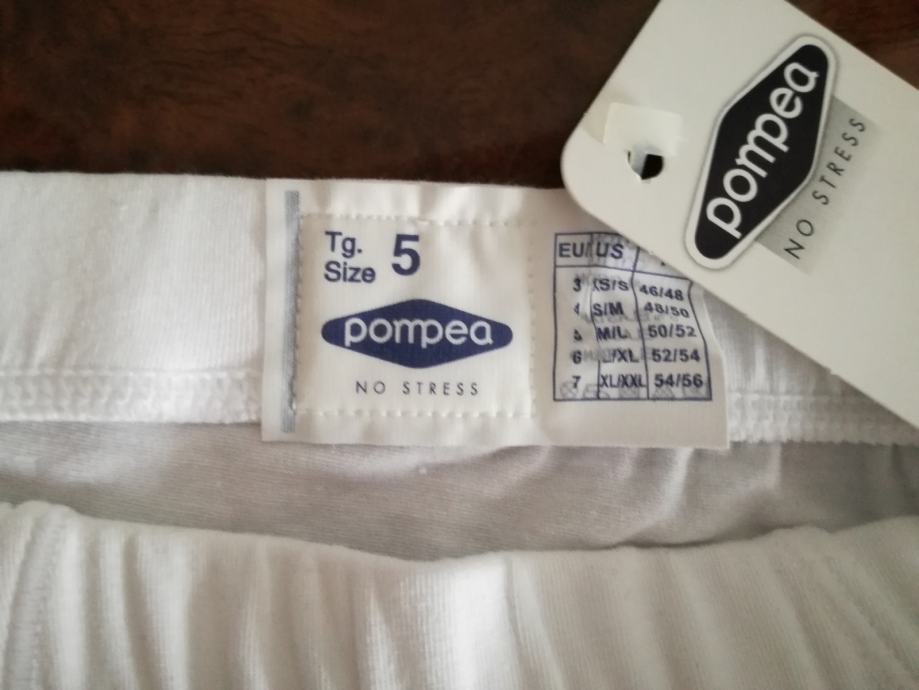 pompea
NO STRESS
Tg.
Size 5
pompea
NO STRESS
EU US
3 XS/S 46/48
4 S/M 48/50
5 M/L 50/52
6 L/XL 52/54
7 XL/XXL 54/56